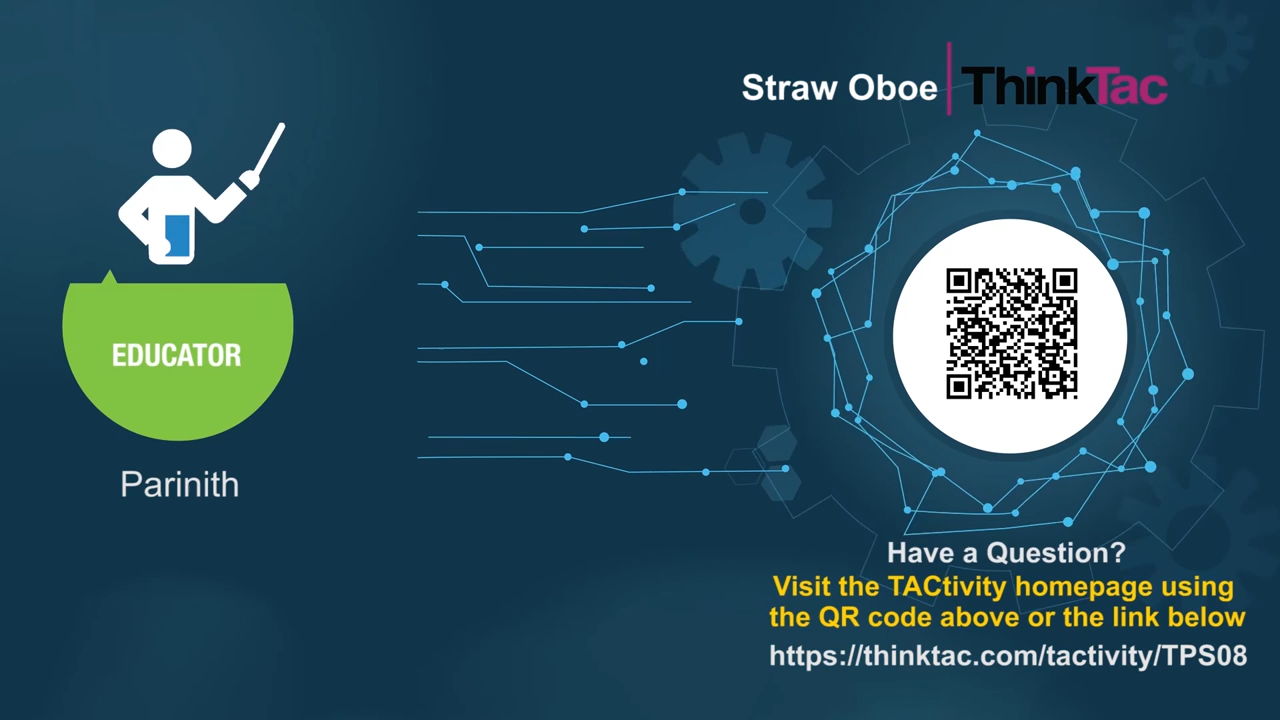 Straw Oboe
ThinkTac
EDUCATOR
Parinith
Have a Question?
Visit the TACtivity homepage using
the QR code above or the link below
https://thinktac.com/tactivity/TPS08